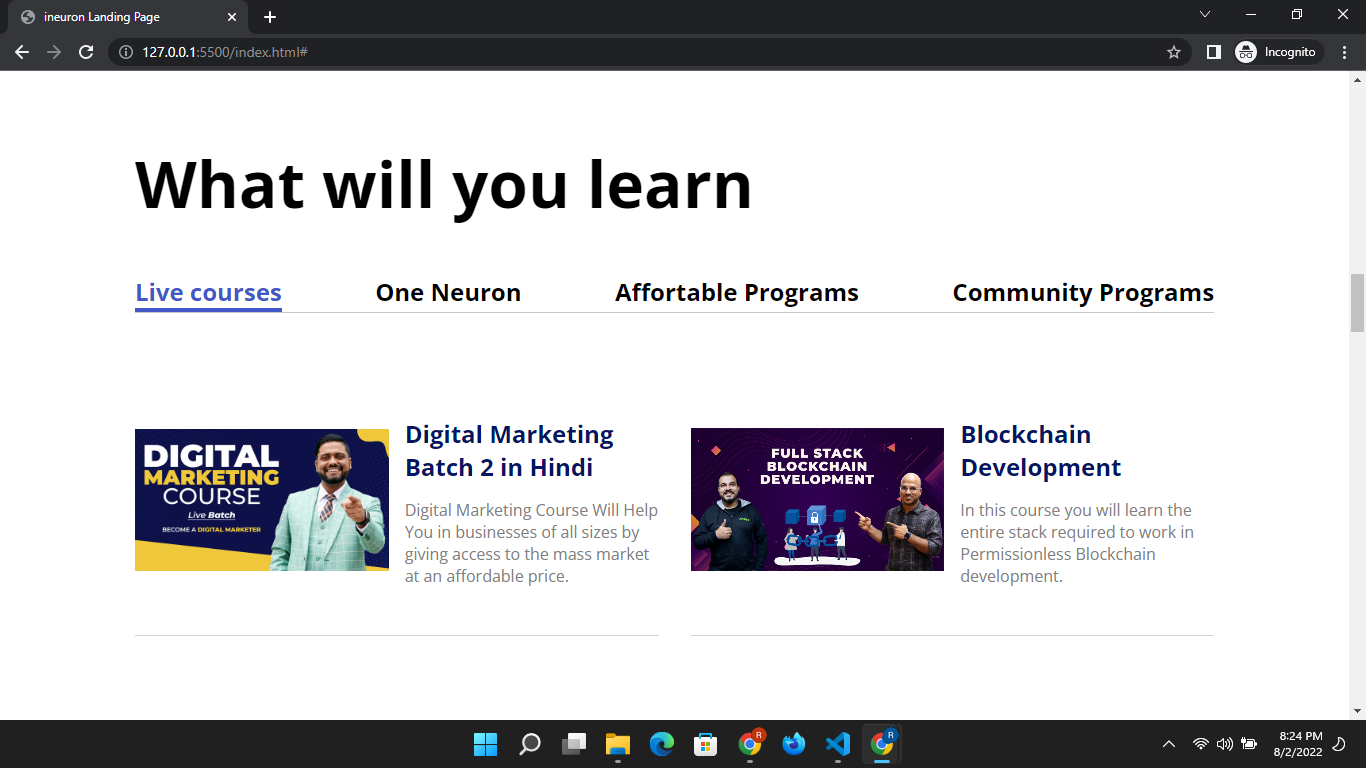 ineuron Landing Page
127.0.0.1:5500/index.html#
Incognito
What will you learn
Live courses
One Neuron
Affortable Programs
Community Programs
DIGITAL
MARKETING
COURSE
Live Batch
BECOME A DIGITAL MARKETER
Digital Marketing
Batch 2 in Hindi
Digital Marketing Course Will Help
You in businesses of all sizes by
giving access to the mass market
at an affordable price.
FULL STACK
BLOCKCHAIN
DEVELOPMENT
Blockchain
Development
In this course you will learn the
entire stack required to work in
Permissionless Blockchain
development.
R
R
8:24 PM
8/2/2022